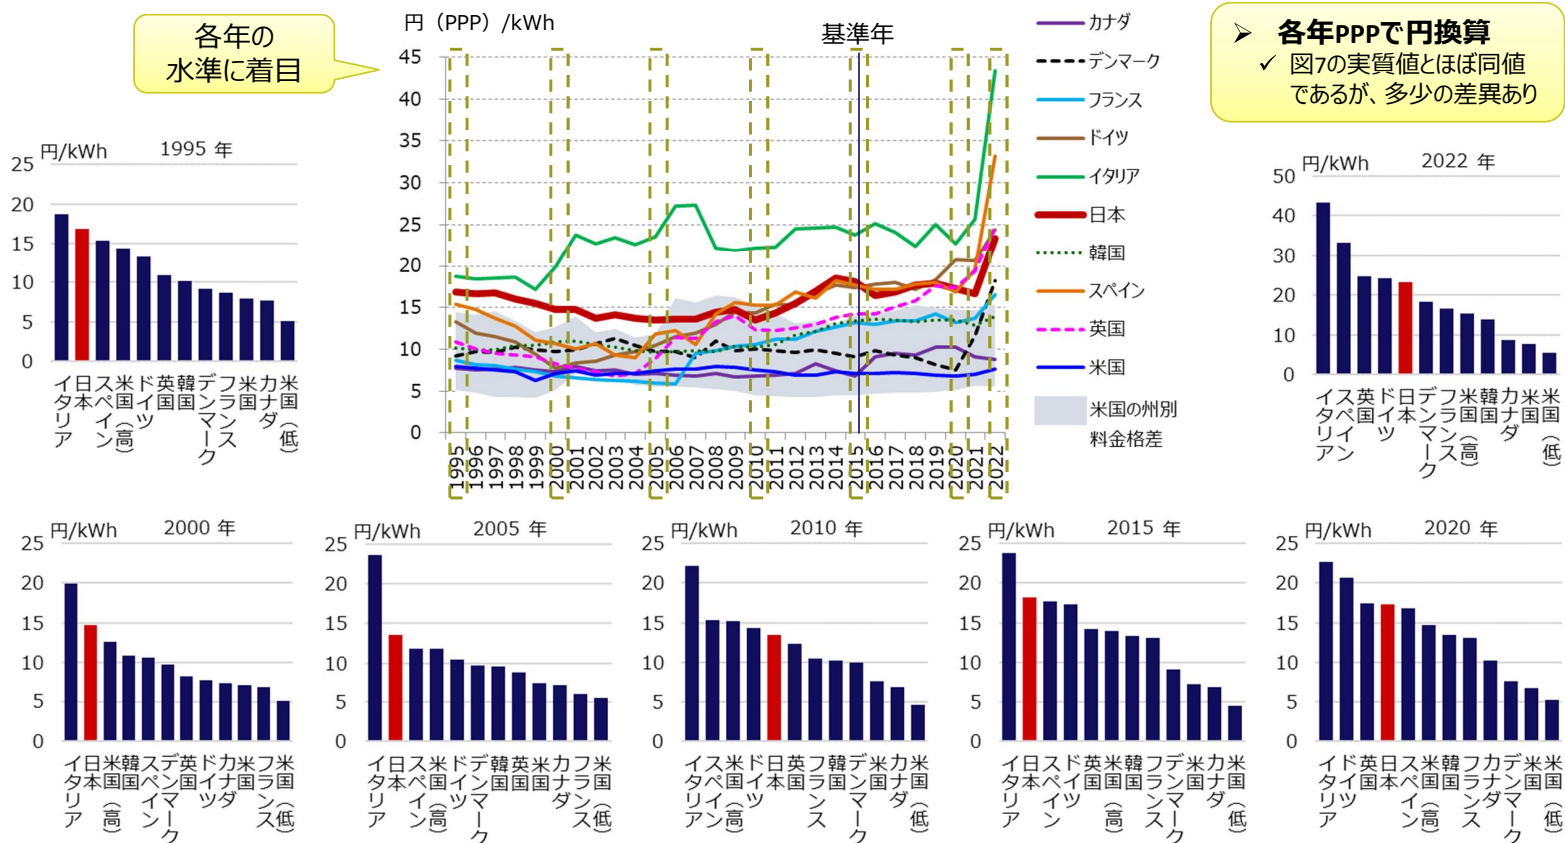 各年の
水準に着目
円（PPP）/kWh
基準年
45
40
35
30
25
20
15
10
5
0
1995
1996
1997
1998
1999
2000
2001
2002
2003
2004
2005
2006
2007
2008
2009
2010
2011
2012
2013
2014
2015
2016
2017
2018
2019
2020
2021
2022
カナダ
デンマーク
フランス
ドイツ
イタリア
日本
韓国
スペイン
英国
米国
米国の州別
料金格差
➢ 各年PPPで円換算
✓ 図7の実質値とほぼ同値
であるが、多少の差異あり
円/kWh 1995 年
25
20
15
10
5
0
イタリア
日本
スペイン
米国（高）
ドイツ
英国
韓国
デンマーク
フランス
米国
カナダ
米国（低）
円/kWh 2022 年
50
40
30
20
10
0
イタリア
スペイン
英国
ドイツ
日本
デンマーク
フランス
米国（高）
韓国
カナダ
米国
米国（低）
円/kWh 2000 年
25
20
15
10
5
0
イタリア
日本
米国（高）
韓国
スペイン
デンマーク
英国
ドイツ
カナダ
米国
フランス
米国（低）
円/kWh 2005 年
25
20
15
10
5
0
イタリア
日本
スペイン
米国（高）
ドイツ
デンマーク
韓国
英国
米国
カナダ
フランス
米国（低）
円/kWh 2010 年
25
20
15
10
5
0
イタリア
スペイン
米国（高）
ドイツ
日本
英国
フランス
韓国
デンマーク
米国
カナダ
米国（低）
円/kWh 2015 年
25
20
15
10
5
0
イタリア
日本
スペイン
ドイツ
英国
米国（高）
韓国
フランス
デンマーク
米国
カナダ
米国（低）
円/kWh 2020 年
25
20
15
10
5
0
イタリア
ドイツ
英国
日本
スペイン
米国（高）
韓国
フランス
カナダ
デンマーク
米国
米国（低）